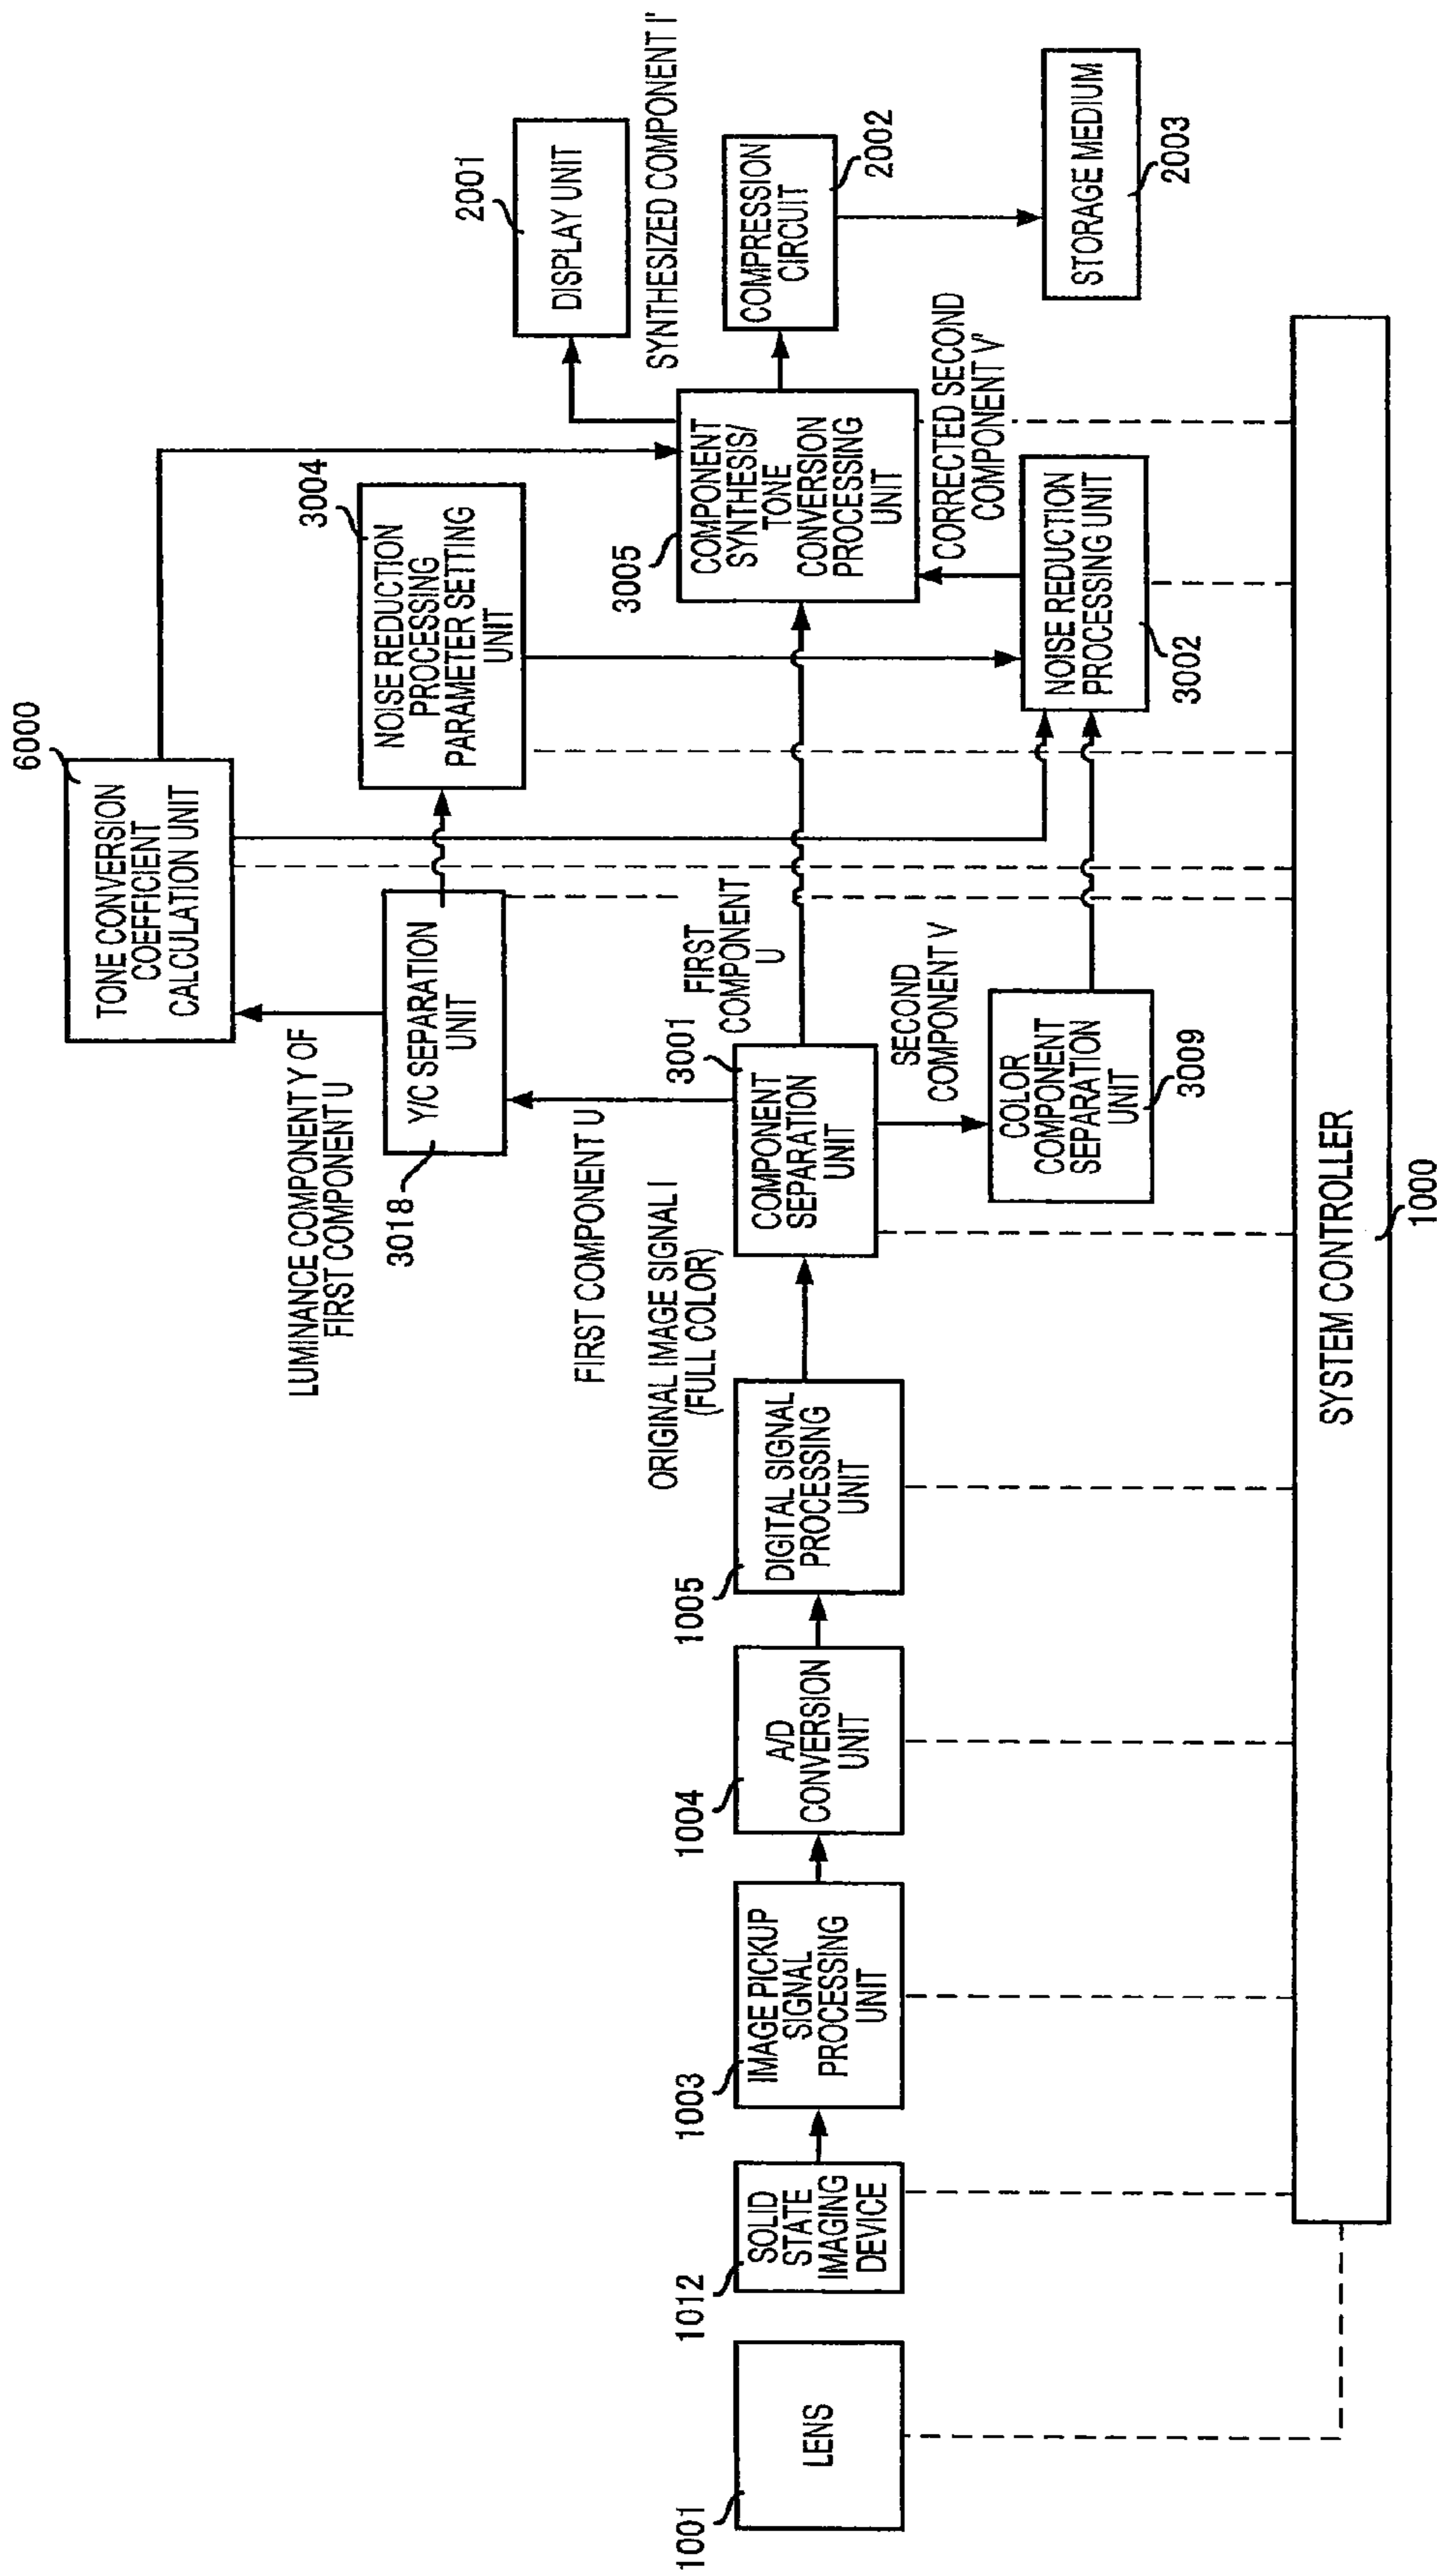 6000
TONE CONVERSION
COEFFICIENT
CALCULATION UNIT
LUMINANCE COMPONENT Y OF
FIRST COMPONENT U
3018
Y/C SEPARATION
UNIT
3004
NOISE REDUCTION
PROCESSING
PARAMETER SETTING
UNIT
2001
DISPLAY UNIT
SYNTHESIZED COMPONENT I'
FIRST COMPONENT U
ORIGINAL IMAGE SIGNAL I
(FULL COLOR)
FIRST
COMPONENT
U
1001
LENS
1012
SOLID
STATE
IMAGING
DEVICE
1003
IMAGE PICKUP
SIGNAL
PROCESSING
UNIT
1004
A/D
CONVERSION
UNIT
1005
DIGITAL SIGNAL
PROCESSING
UNIT
3001
COMPONENT
SEPARATION
UNIT
3005
COMPONENT
SYNTHESIS/
TONE
CONVERSION
PROCESSING
UNIT
COMPRESSION
CIRCUIT
2002
SECOND
COMPONENT V
COLOR
COMPONENT
SEPARATION
UNIT
3009
CORRECTED SECOND
COMPONENT V'
NOISE REDUCTION
PROCESSING UNIT
3002
STORAGE MEDIUM
2003
SYSTEM CONTROLLER
1000